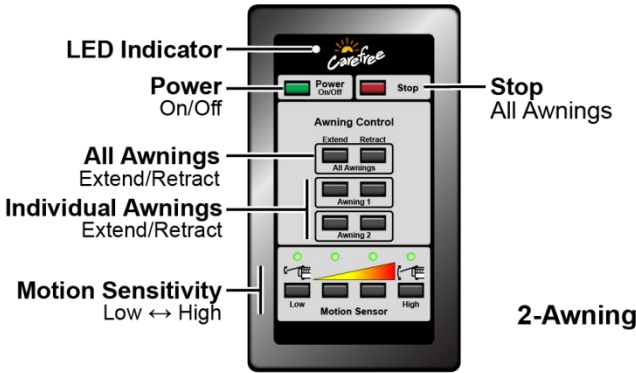 LED Indicator
Carefree
Power
On/Off
Power
On/Off
Stop
Stop
All Awnings
Awning Control
Extend Retract
All Awnings
All Awnings
Extend/Retract
Individual Awnings
Extend/Retract
Awning 1
Awning 2
Motion Sensitivity
Low ↔ High
Low
High
Motion Sensor
2-Awning